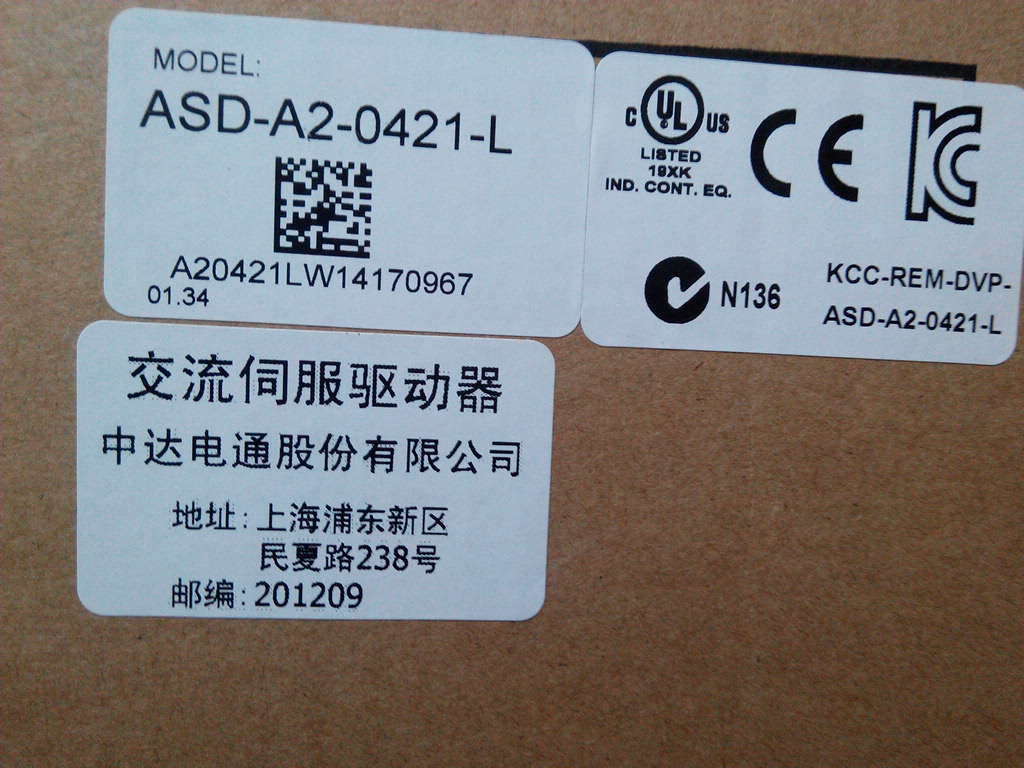 MODEL:
ASD-A2-0421-L
A20421LW14170967
01.34
C UL US
LISTED
19XK
IND. CONT. EQ.
CE
KC
N136
KCC-REM-DVP-
ASD-A2-0421-L
交流伺服驱动器
中达电通股份有限公司
地址:上海浦东新区
民夏路238号
邮编:201209